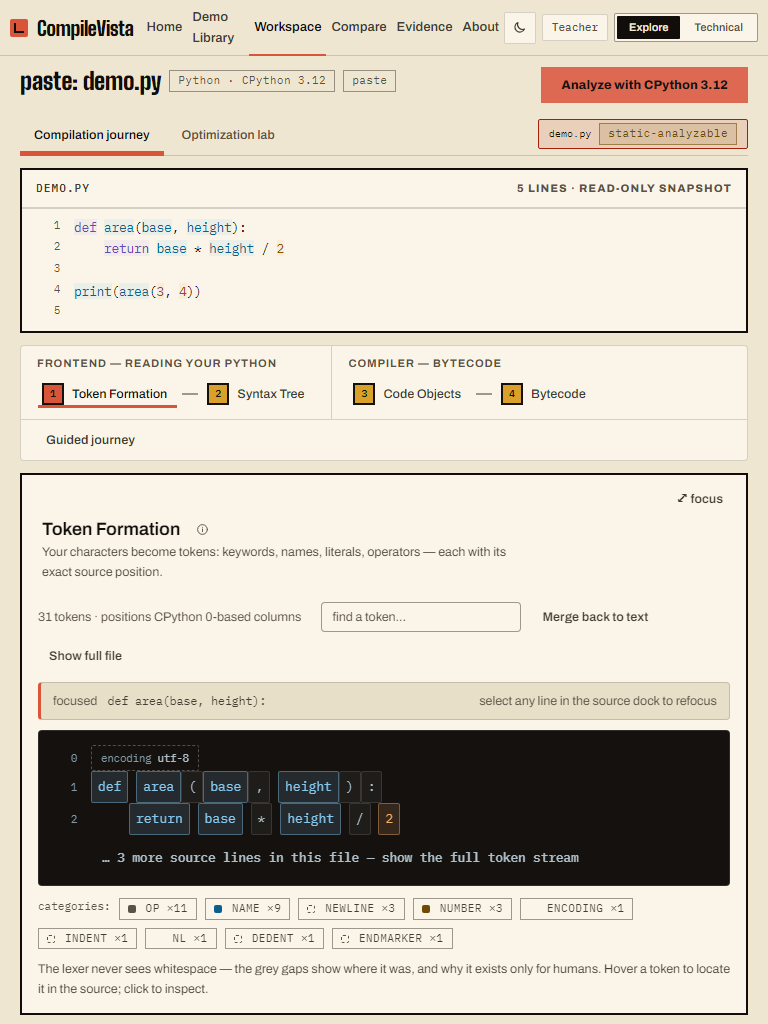 CompileVista Home Demo Library Workspace Compare Evidence About Teacher Explore Technical
paste: demo.py Python · CPython 3.12 paste Analyze with CPython 3.12
Compilation journey Optimization lab demo.py static-analyzable
DEMO.PY 5 LINES · READ-ONLY SNAPSHOT
1 def area(base, height):
2 return base * height / 2
3
4 print(area(3, 4))
5
FRONTEND — READING YOUR PYTHON COMPILER — BYTECODE
1 Token Formation — 2 Syntax Tree 3 Code Objects — 4 Bytecode
Guided journey
⤢ focus
Token Formation
Your characters become tokens: keywords, names, literals, operators — each with its
exact source position.
31 tokens · positions CPython 0-based columns find a token... Merge back to text
Show full file
focused def area(base, height): select any line in the source dock to refocus
0 encoding utf-8
1 def area ( base , height ) :
2 return base * height / 2
… 3 more source lines in this file — show the full token stream
categories: OP ×11 NAME ×9 NEWLINE ×3 NUMBER ×3 ENCODING ×1
INDENT ×1 NL ×1 DEDENT ×1 ENDMARKER ×1
The lexer never sees whitespace — the grey gaps show where it was, and why it exists only for humans. Hover a token to locate
it in the source; click to inspect.